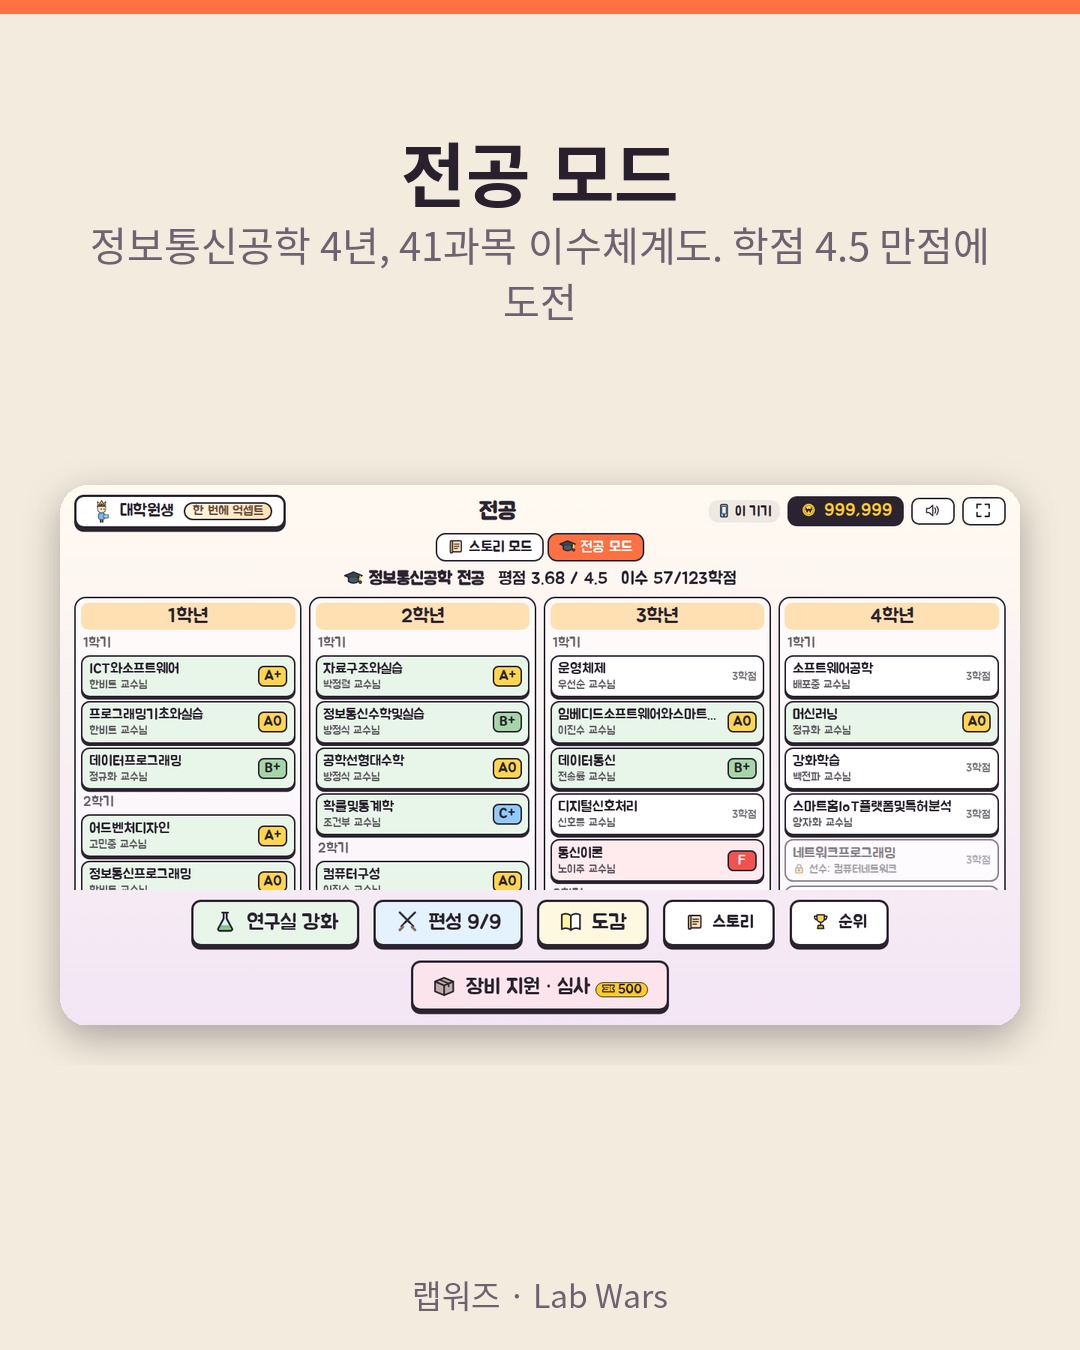 전공 모드
정보통신공학 4년, 41과목 이수체계도. 학점 4.5 만점에
도전
대학원생 한 번에 억셉트
전공
이 기기
999,999
스토리 모드
전공 모드
정보통신공학 전공 평점 3.68 / 4.5 이수 57/123학점
1학년
1학기
ICT와소프트웨어
한비트 교수님
A+
프로그래밍기초와실습
한비트 교수님
A0
데이터프로그래밍
정규화 교수님
B+
2학기
어드벤처디자인
고민중 교수님
A+
정보통신프로그래밍
한비트 교수님
A0
2학년
1학기
자료구조와실습
박정렬 교수님
A+
정보통신수학및실습
방정식 교수님
B+
공학선형대수학
방정식 교수님
A0
확률및통계학
조건부 교수님
C+
2학기
컴퓨터구성
이진수 교수님
A0
3학년
1학기
운영체제
우선순 교수님
3학점
임베디드소프트웨어와스마트...
이진수 교수님
A0
데이터통신
전송률 교수님
B+
디지털신호처리
신호등 교수님
3학점
통신이론
노이주 교수님
F
4학년
1학기
소프트웨어공학
배포중 교수님
3학점
머신러닝
정규화 교수님
A0
강화학습
백전파 교수님
3학점
스마트홈IoT플랫폼및특허분석
양자화 교수님
3학점
네트워크프로그래밍
선수: 컴퓨터네트워크
3학점
연구실 강화
편성 9/9
도감
스토리
순위
장비 지원 · 심사 500
랩워즈 · Lab Wars